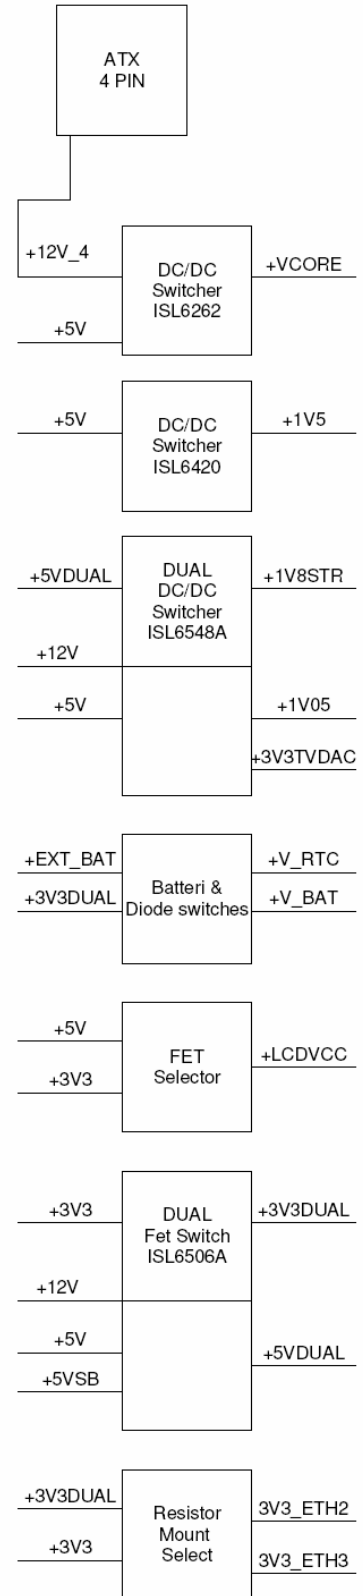 ATX
4 PIN
+12V_4
DC/DC
Switcher
ISL6262
+VCORE
+5V
+5V
DC/DC
Switcher
ISL6420
+1V5
+5VDUAL
DUAL
DC/DC
Switcher
ISL6548A
+1V8STR
+12V
+5V
+1V05
+3V3TVDAC
+EXT_BAT
+3V3DUAL
Batteri &
Diode switches
+V_RTC
+V_BAT
+5V
+3V3
FET
Selector
+LCDVCC
+3V3
DUAL
Fet Switch
ISL6506A
+3V3DUAL
+12V
+5V
+5VSB
+5VDUAL
+3V3DUAL
+3V3
Resistor
Mount
Select
3V3_ETH2
3V3_ETH3